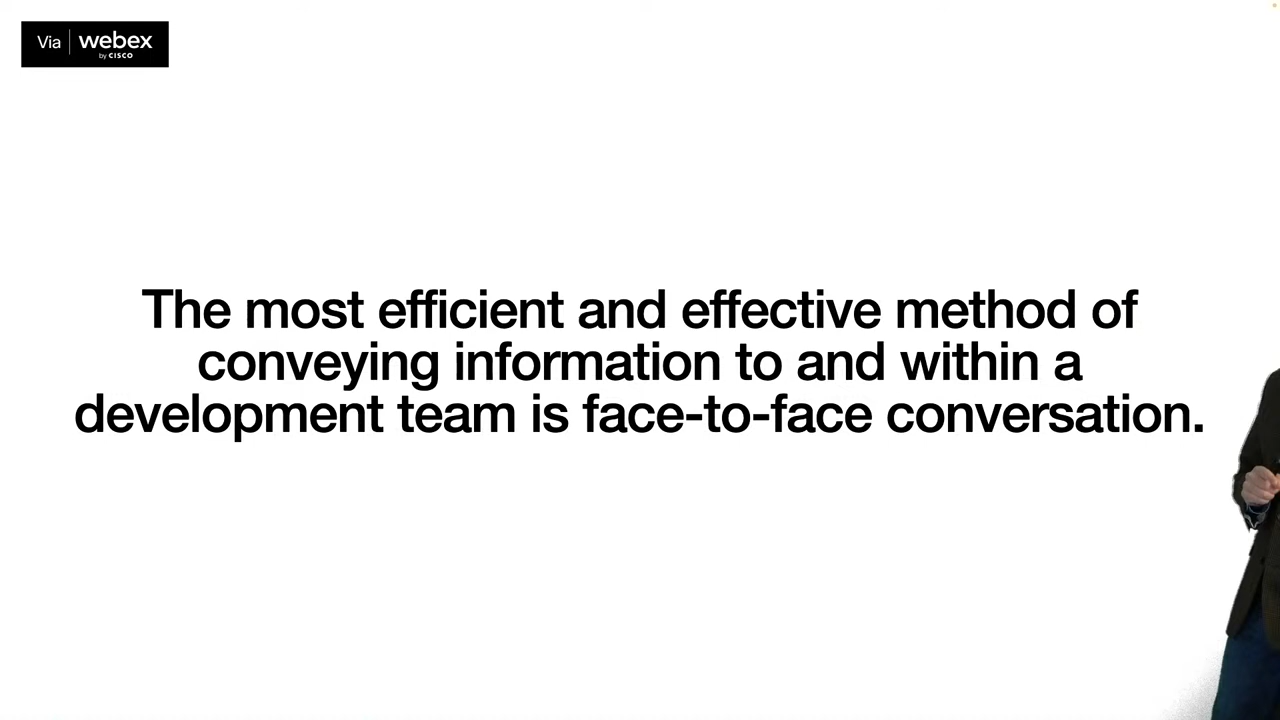 Via webex
by CISCO
The most efficient and effective method of
conveying information to and within a
development team is face-to-face conversation.